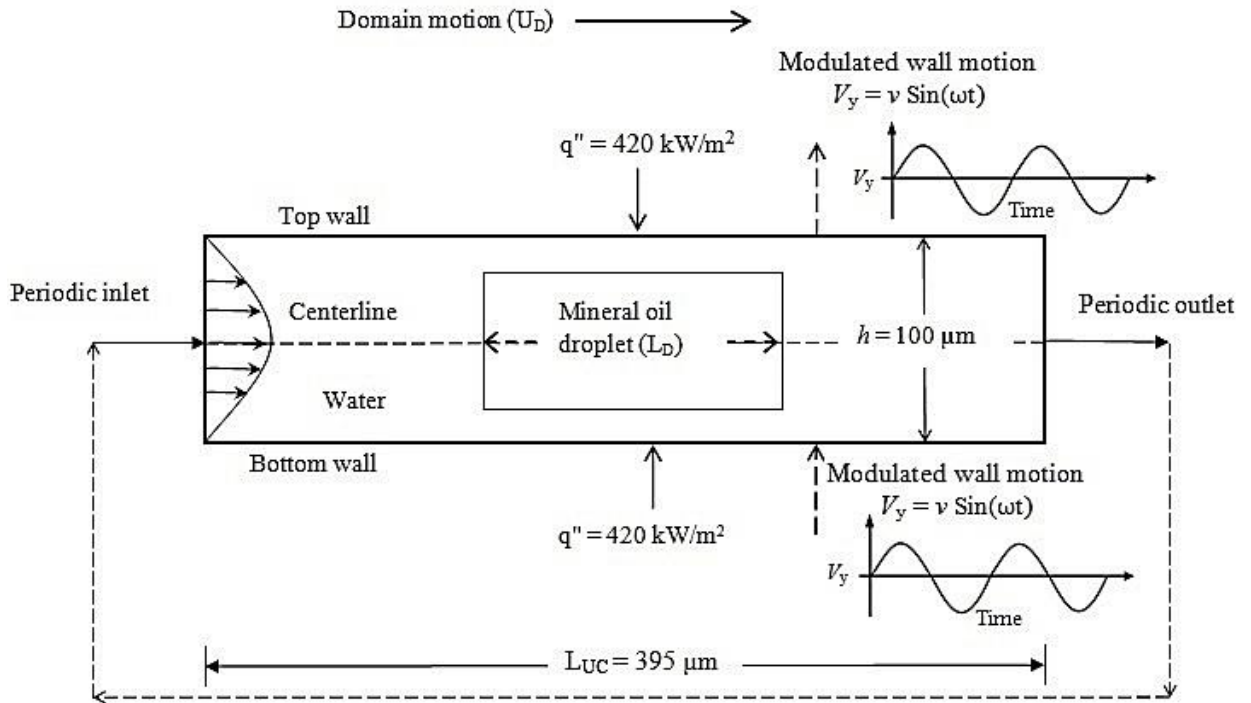 Domain motion (U_D)
Modulated wall motion
V_y = v Sin(ωt)
q" = 420 kW/m²
V_y
Time
Top wall
Periodic inlet
Centerline
Mineral oil
droplet (L_D)
h = 100 μm
Periodic outlet
Water
Bottom wall
Modulated wall motion
V_y = v Sin(ωt)
q" = 420 kW/m²
V_y
Time
L_UC = 395 μm